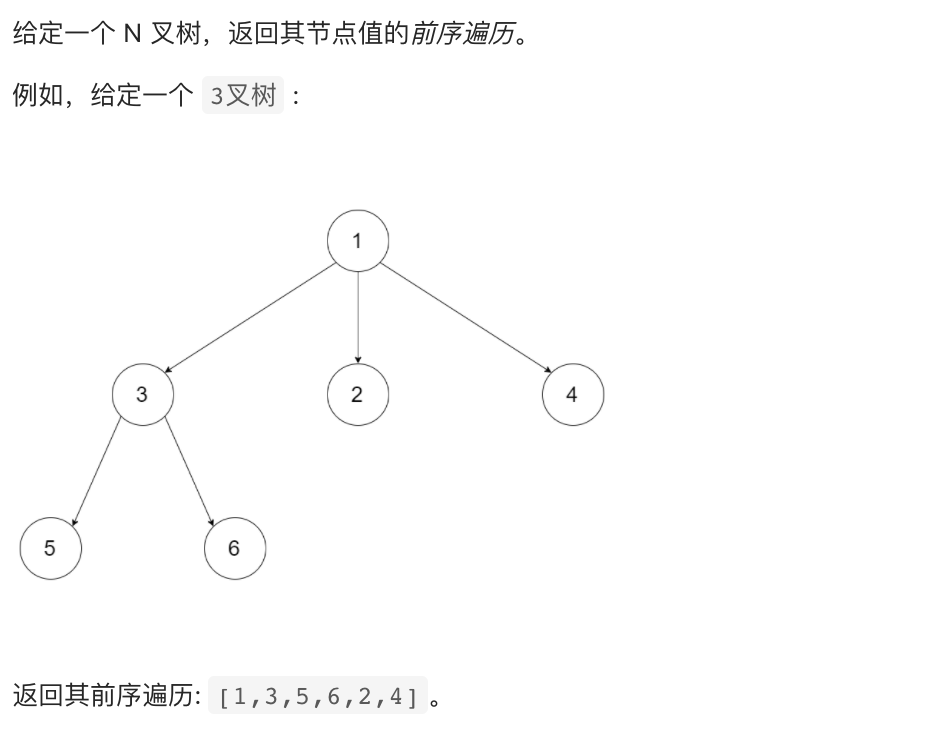 给定一个 N 叉树，返回其节点值的前序遍历。
例如，给定一个 3叉树 :
1
3 2 4
5 6
返回其前序遍历: [1,3,5,6,2,4]。